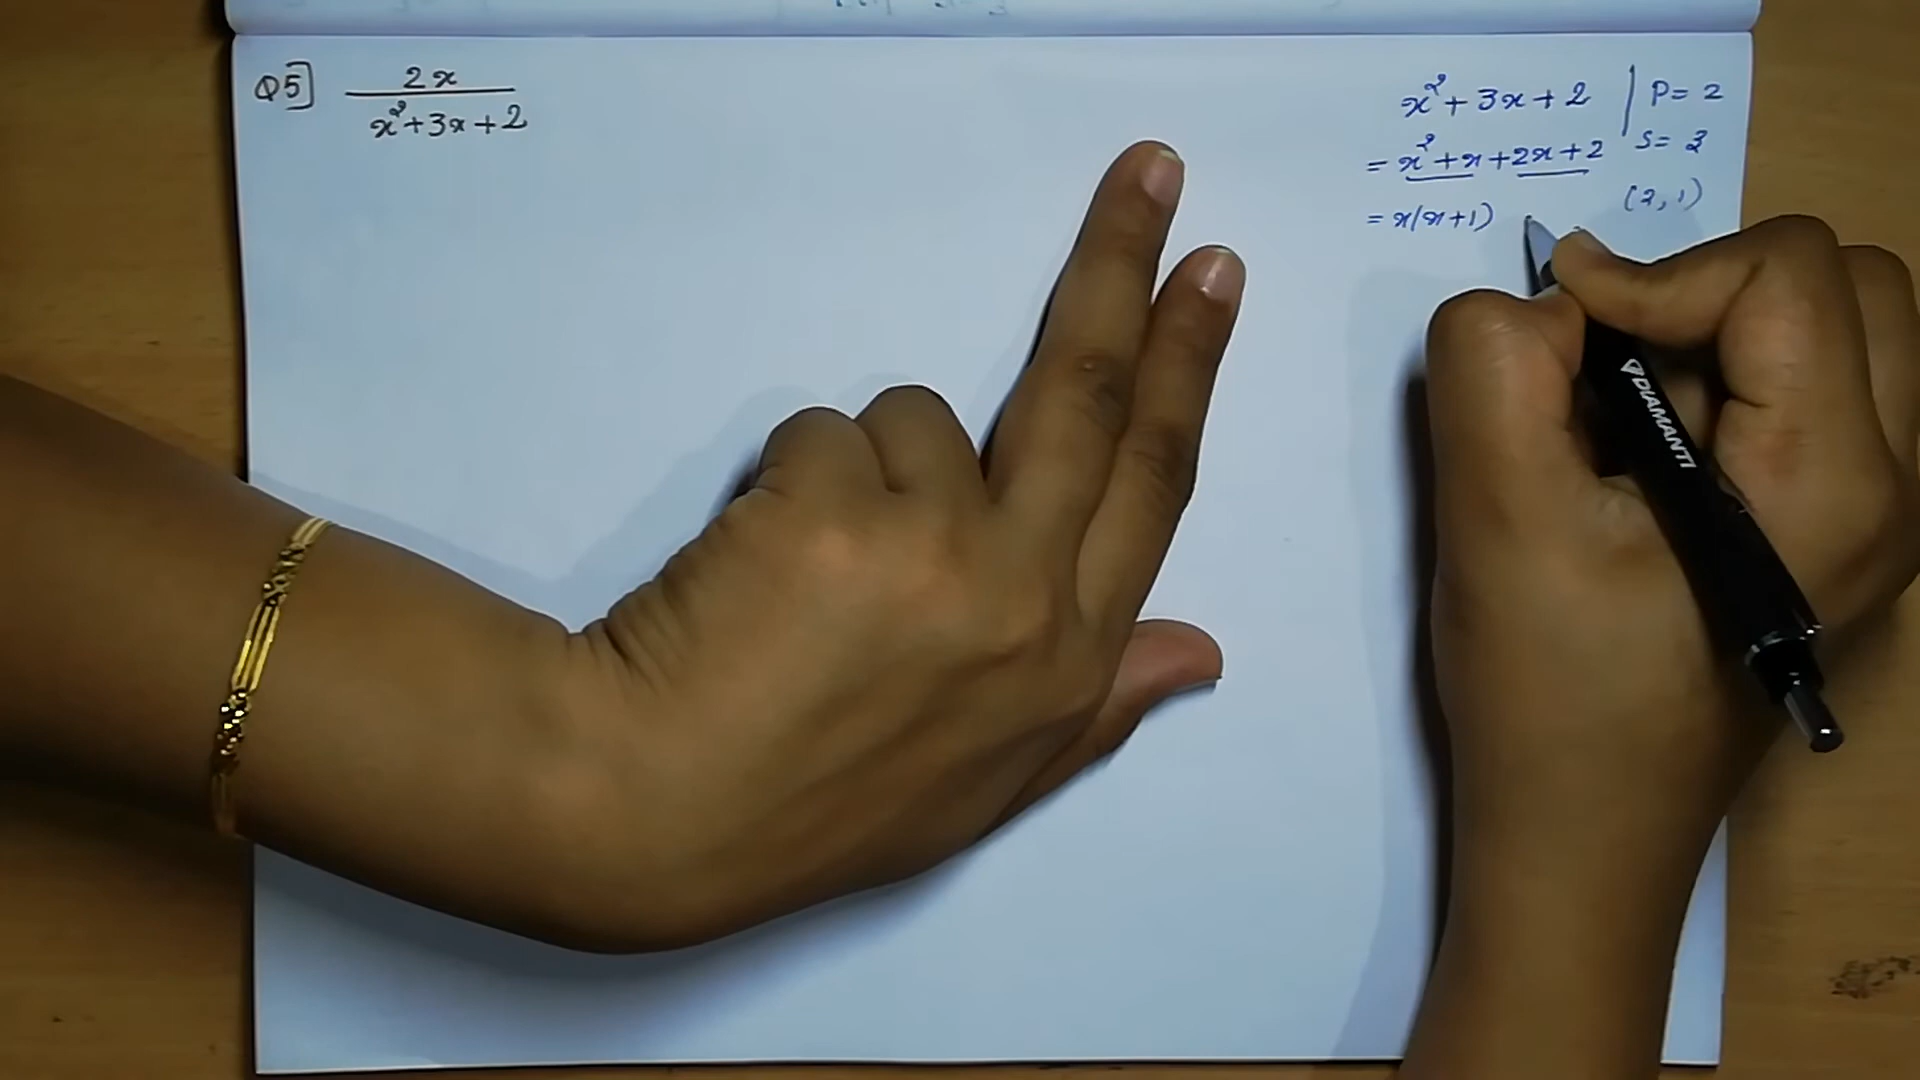 Q5] 2x
x²+3x+2
x²+3x+2 | P=2
= x²+x+2x+2 S=3
= x(x+1) (2,1)
DIAMANTI